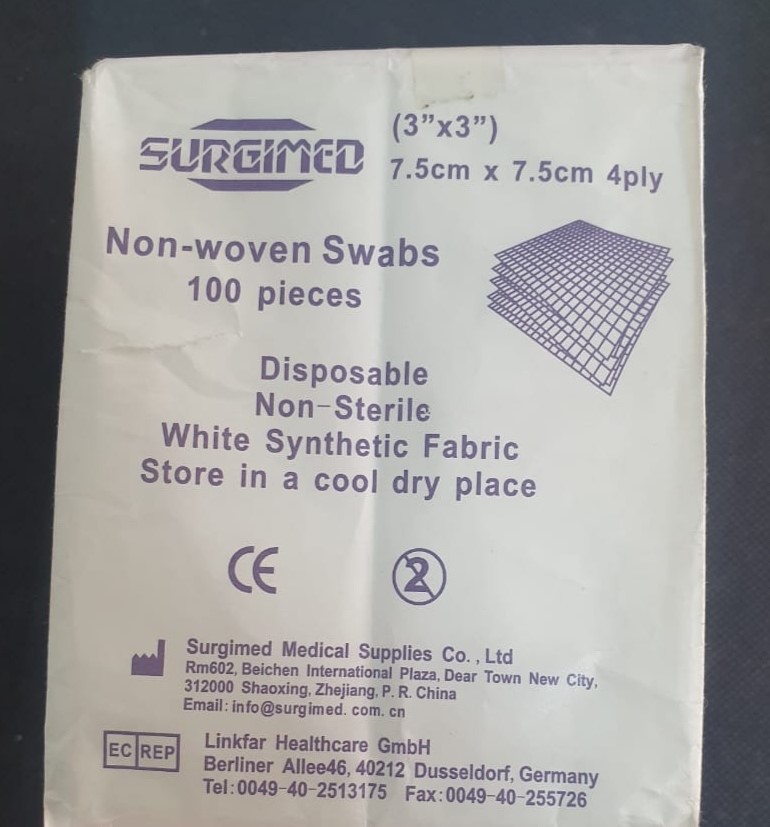 SURGIMED
(3”x3”)
7.5cm x 7.5cm 4ply
Non-woven Swabs
100 pieces
Disposable
Non-Sterile
White Synthetic Fabric
Store in a cool dry place
CE
2
Surgimed Medical Supplies Co., Ltd
Rm602, Beichen International Plaza, Dear Town New City,
312000 Shaoxing, Zhejiang, P. R. China
Email: info@surgimed. com. cn
EC REP
Linkfar Healthcare GmbH
Berliner Allee46, 40212 Dusseldorf, Germany
Tel:0049-40-2513175 Fax:0049-40-255726